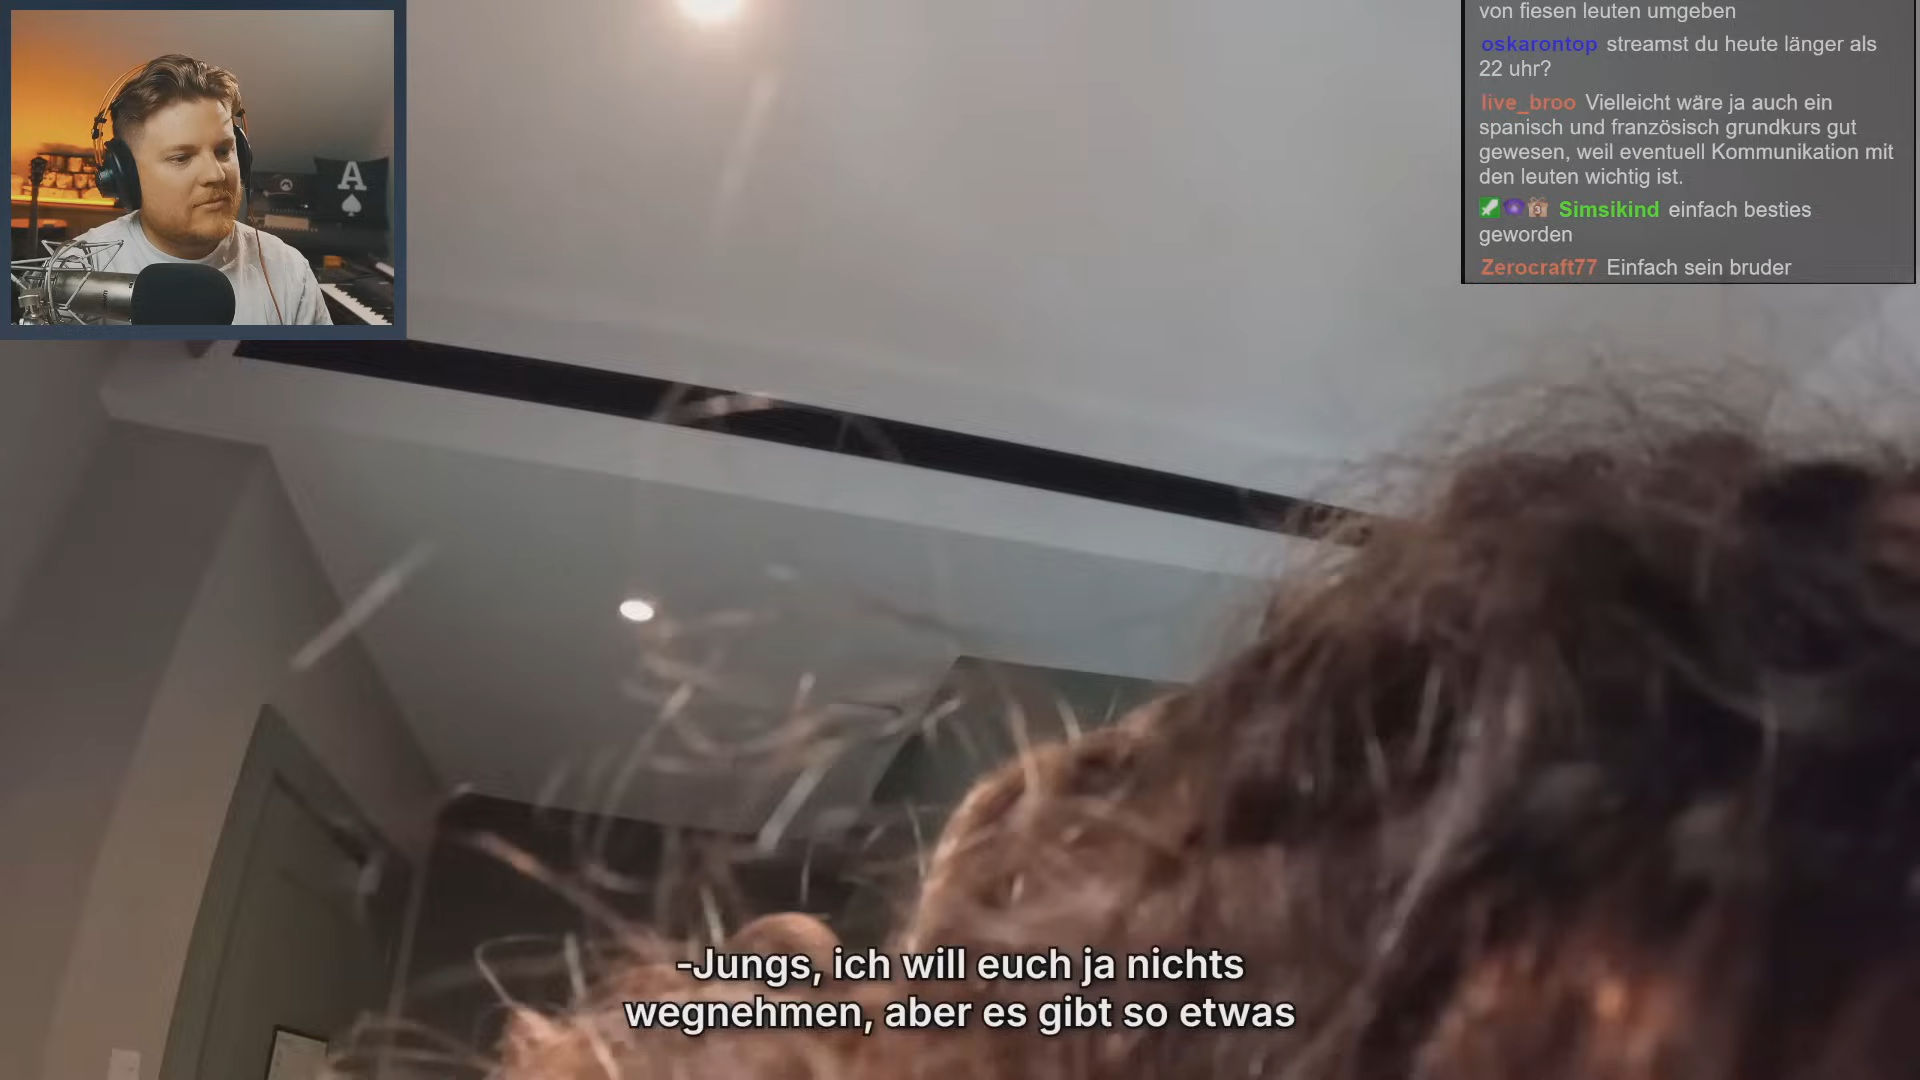 von fiesen leuten umgeben
oskarontop streamst du heute länger als
22 uhr?
live_broo Vielleicht wäre ja auch ein
spanisch und französisch grundkurs gut
gewesen, weil eventuell Kommunikation mit
den leuten wichtig ist.
3 Simsikind einfach besties
geworden
Zerocraft77 Einfach sein bruder
A
-Jungs, ich will euch ja nichts
wegnehmen, aber es gibt so etwas